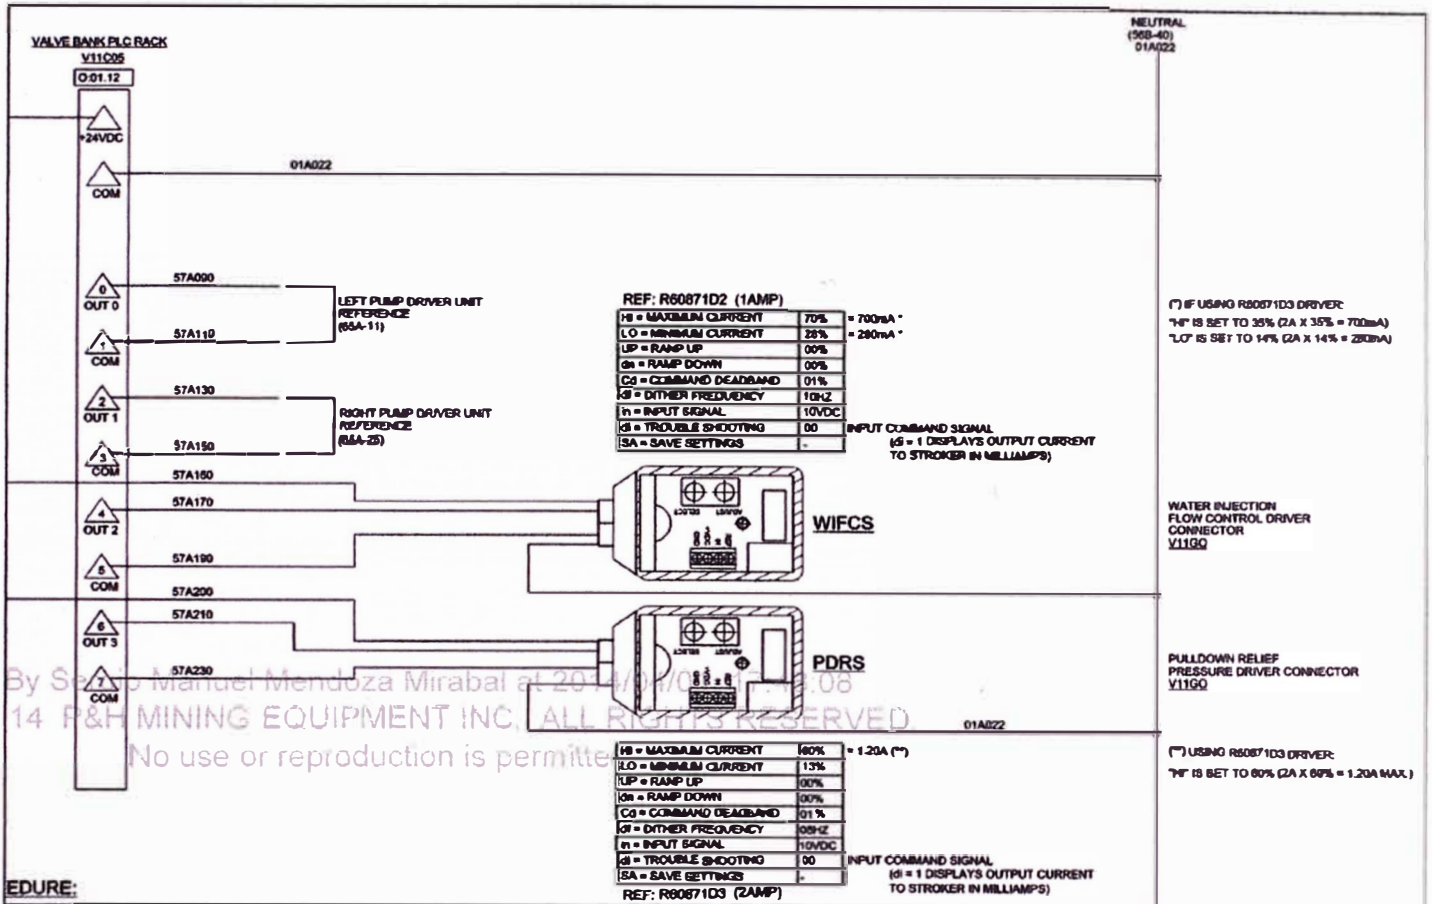 NEUTRAL
(56B-40)
01A022
VALVE BANK PLC RACK
V11C05
O:01.12
+24VDC
COM
01A022
0
OUT 0
57A090
1
COM
57A110
LEFT PUMP DRIVER UNIT
REFERENCE
(65A-11)
2
OUT 1
57A130
3
COM
57A150
RIGHT PUMP DRIVER UNIT
REFERENCE
REF: R60871D2 (1AMP)
HI = MAXIMUM CURRENT 70% = 700mA *
LO = MINIMUM CURRENT 28% = 280mA *
UP = RAMP UP 00%
dn = RAMP DOWN 00%
Cd = COMMAND DEADBAND 01%
df = DITHER FREQUENCY 10HZ
in = INPUT SIGNAL 10VDC
di = TROUBLE SHOOTING 00 INPUT COMMAND SIGNAL
SA = SAVE SETTINGS -
(di = 1 DISPLAYS OUTPUT CURRENT
TO STROKER IN MILLIAMPS)
(*) IF USING R60871D3 DRIVER:
"HI" IS SET TO 35% (2A X 35% = 700mA)
"LO" IS SET TO 14% (2A X 14% = 280mA)
57A160
57A170
4
OUT 2
57A190
5
COM
SELECT
ADJUST
WIFCS
WATER INJECTION
FLOW CONTROL DRIVER
CONNECTOR
V11GO
57A200
57A210
6
OUT 3
57A230
7
COM
SELECT
ADJUST
PDRS
PULLDOWN RELIEF
PRESSURE DRIVER CONNECTOR
V11GO
By Manuel Mendoza Mirabal at 2014/
14 P&H MINING EQUIPMENT INC. ALL RIGHTS RESERVED.
No use or reproduction is
01A022
HI = MAXIMUM CURRENT 60% = 1.20A (**)
LO = MINIMUM CURRENT 13%
UP = RAMP UP 00%
dn = RAMP DOWN 00%
Cd = COMMAND DEADBAND 01%
df = DITHER FREQUENCY 08HZ
in = INPUT SIGNAL 10VDC
di = TROUBLE SHOOTING 00 INPUT COMMAND SIGNAL
SA = SAVE SETTINGS -
(di = 1 DISPLAYS OUTPUT CURRENT
TO STROKER IN MILLIAMPS)
REF: R60871D3 (2AMP)
(**) USING R60871D3 DRIVER:
"HI" IS SET TO 60% (2A X 60% = 1.20A MAX.)
EDURE: